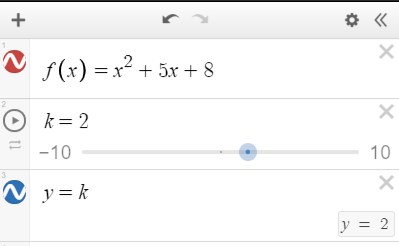 1
f(x) = x² + 5x + 8
2
k = 2
−10 10
3
y = k
y = 2